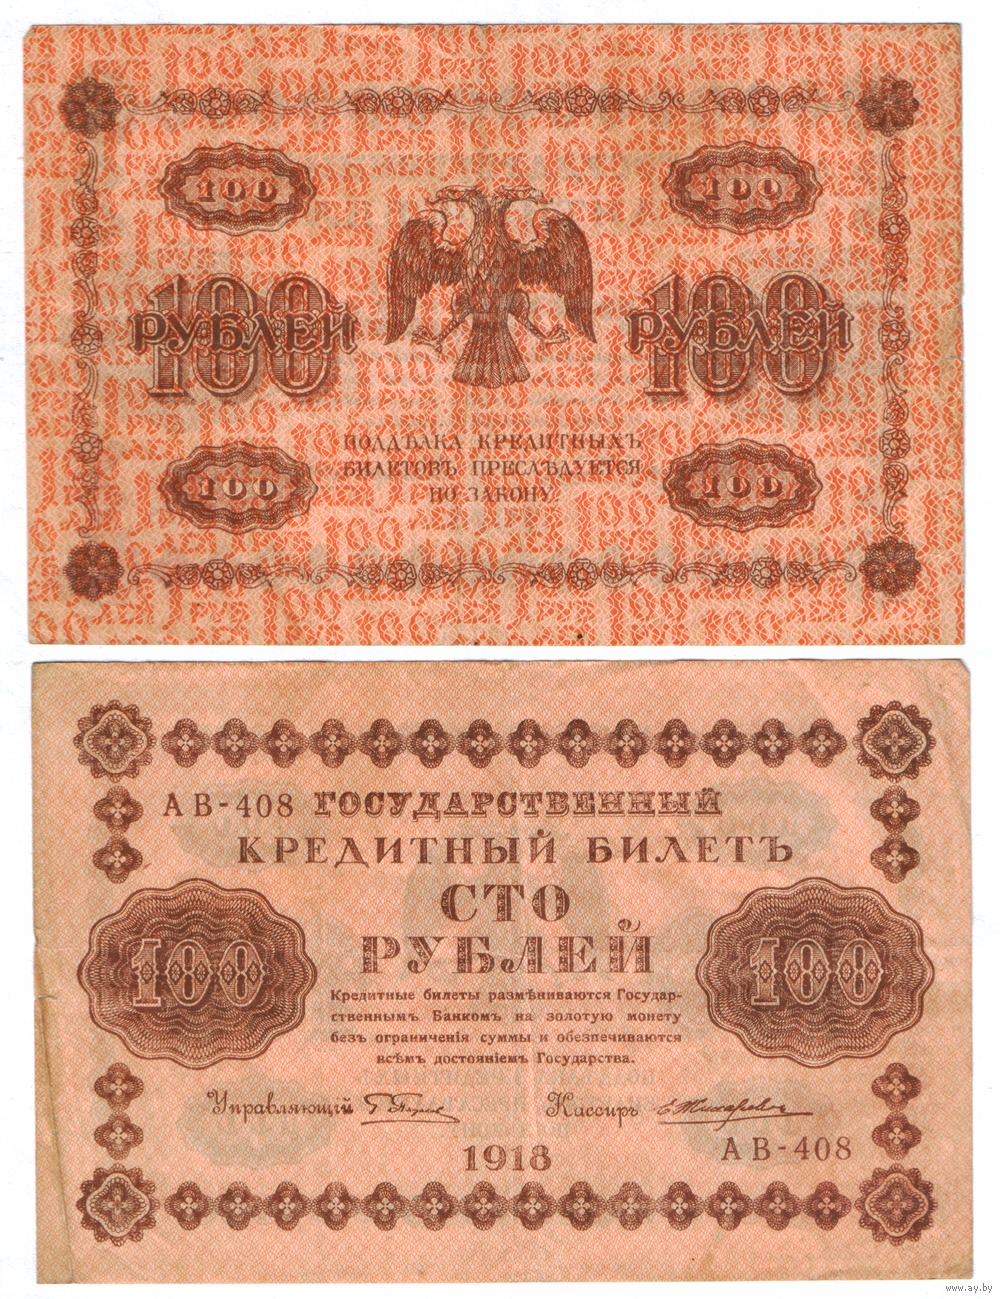 100 100
100 РУБЛЕЙ 100 РУБЛЕЙ
ПОДДѢЛКА КРЕДИТНЫХЪ
БИЛЕТОВЪ ПРЕСЛѢДУЕТСЯ
ПО ЗАКОНУ
100 100
АВ-408 ГОСУДАРСТВЕННЫЙ
КРЕДИТНЫЙ БИЛЕТЪ
СТО
РУБЛЕЙ
100 100
Кредитные билеты размѣниваются Государ-
ственнымъ Банкомъ на золотую монету
безъ ограниченія суммы и обезпечиваются
всѣмъ достояніемъ Государства.
Управляющій Кассиръ
1918 АВ-408
www.ay.by